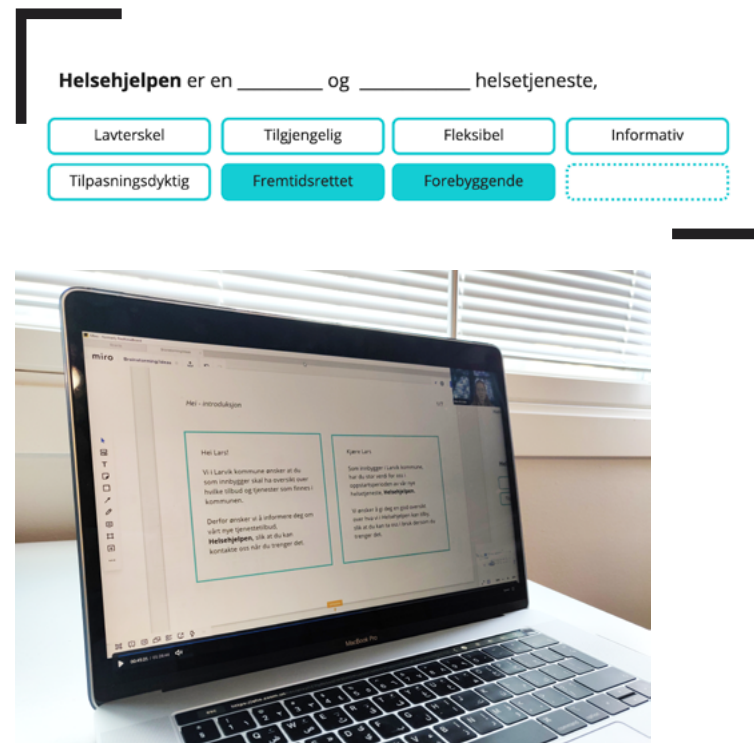 Helsehjelpen er en _________ og ____________ helsetjeneste,
Lavterskel
Tilgjengelig
Fleksibel
Informativ
Tilpasningsdyktig
Fremtidsrettet
Forebyggende
miro
Hei - introduksjon
1/7
Hei Lars!
Vi i Larvik kommune ønsker at du
som innbygger skal ha oversikt over
hvilke tilbud og tjenester som finnes i
kommunen.
Derfor ønsker vi å informere deg om
vårt nye tjenestetilbud,
Helsehjelpen, slik at du kan
kontakte oss når du trenger det.
Kjære Lars
Som innbygger i Larvik kommune,
har du stor verdi for oss i
oppstartsperioden av vår nye
helsetjeneste, Helsehjelpen.
Vi ønsker å gi deg en god oversikt
over hva vi i Helsehjelpen kan tilby,
slik at du kan ta oss i bruk dersom du
trenger det.
MacBook Pro